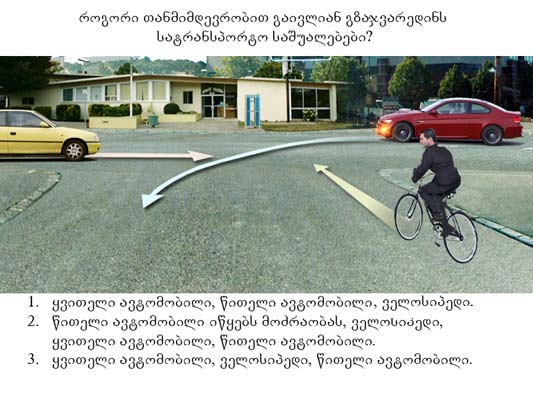 როგორი თანმიმდევრობით გაივლიან გზაჯვარედინს
სატრანსპორტო საშუალებები?
1. ყვითელი ავტომობილი, წითელი ავტომობილი, ველოსიპედი.
2. წითელი ავტომობილი იწყებს მოძრაობას, ველოსიპედი,
ყვითელი ავტომობილი, წითელი ავტომობილი.
3. ყვითელი ავტომობილი, ველოსიპედი, წითელი ავტომობილი.